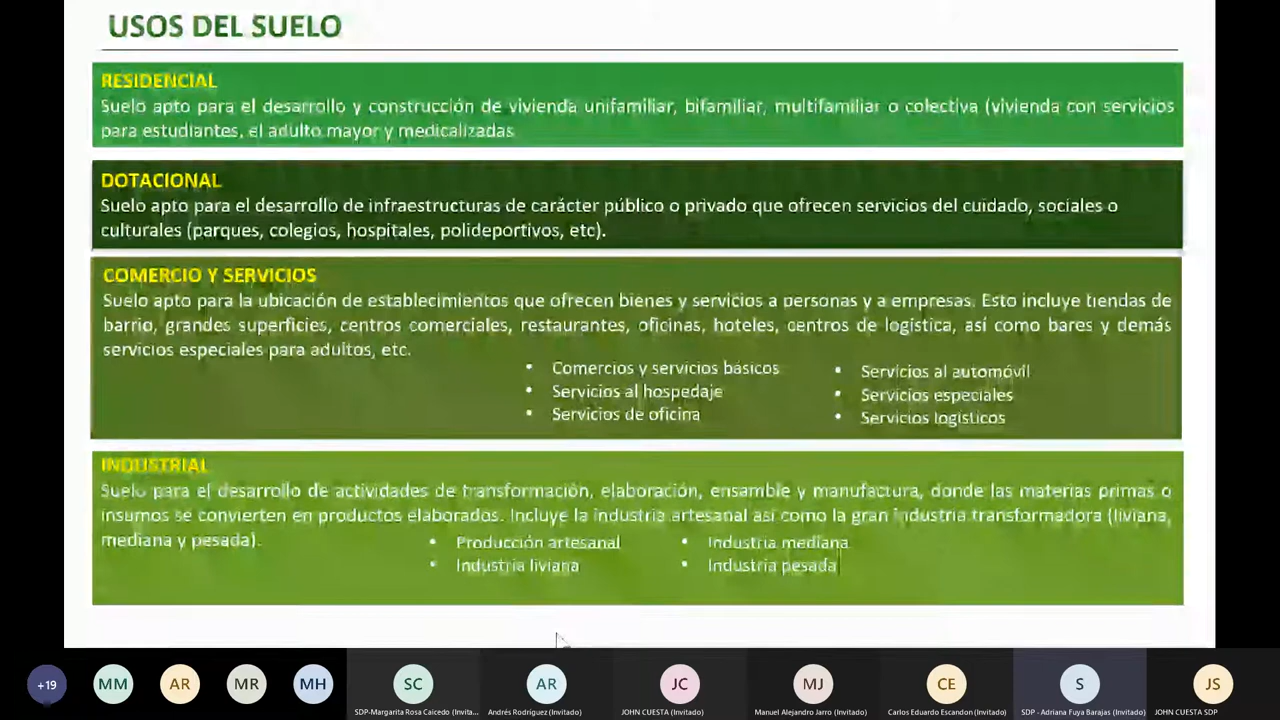 USOS DEL SUELO
RESIDENCIAL
Suelo apto para el desarrollo y construcción de vivienda unifamiliar, bifamiliar, multifamiliar o colectiva (vivienda con servicios
para estudiantes, el adulto mayor y medicalizadas
DOTACIONAL
Suelo apto para el desarrollo de infraestructuras de carácter público o privado que ofrecen servicios del cuidado, sociales o
culturales (parques, colegios, hospitales, polideportivos, etc).
COMERCIO Y SERVICIOS
Suelo apto para la ubicación de establecimientos que ofrecen bienes y servicios a personas y a empresas. Esto incluye tiendas de
barrio, grandes superficies, centros comerciales, restaurantes, oficinas, hoteles, centros de logística, así como bares y demás
servicios especiales para adultos, etc.
• Comercios y servicios básicos
• Servicios al hospedaje
• Servicios de oficina
• Servicios al automóvil
• Servicios especiales
• Servicios logísticos
INDUSTRIAL
Suelo para el desarrollo de actividades de transformación, elaboración, ensamble y manufactura, donde las materias primas o
insumos se convierten en productos elaborados. Incluye la industria artesanal así como la gran industria transformadora (liviana,
mediana y pesada).
• Producción artesanal
• Industria liviana
• Industria mediana
• Industria pesada
+19
MM
AR
MR
MH
SC
SDP-Margarita Rosa Caicedo (Invita...
AR
Andrés Rodríguez (Invitado)
JC
JOHN CUESTA (Invitado)
MJ
Manuel Alejandro Jarro (Invitado)
CE
Carlos Eduardo Escandon (Invitado)
S
SDP - Adriana Fuya Barajas (Invitado)
JS
JOHN CUESTA SDP